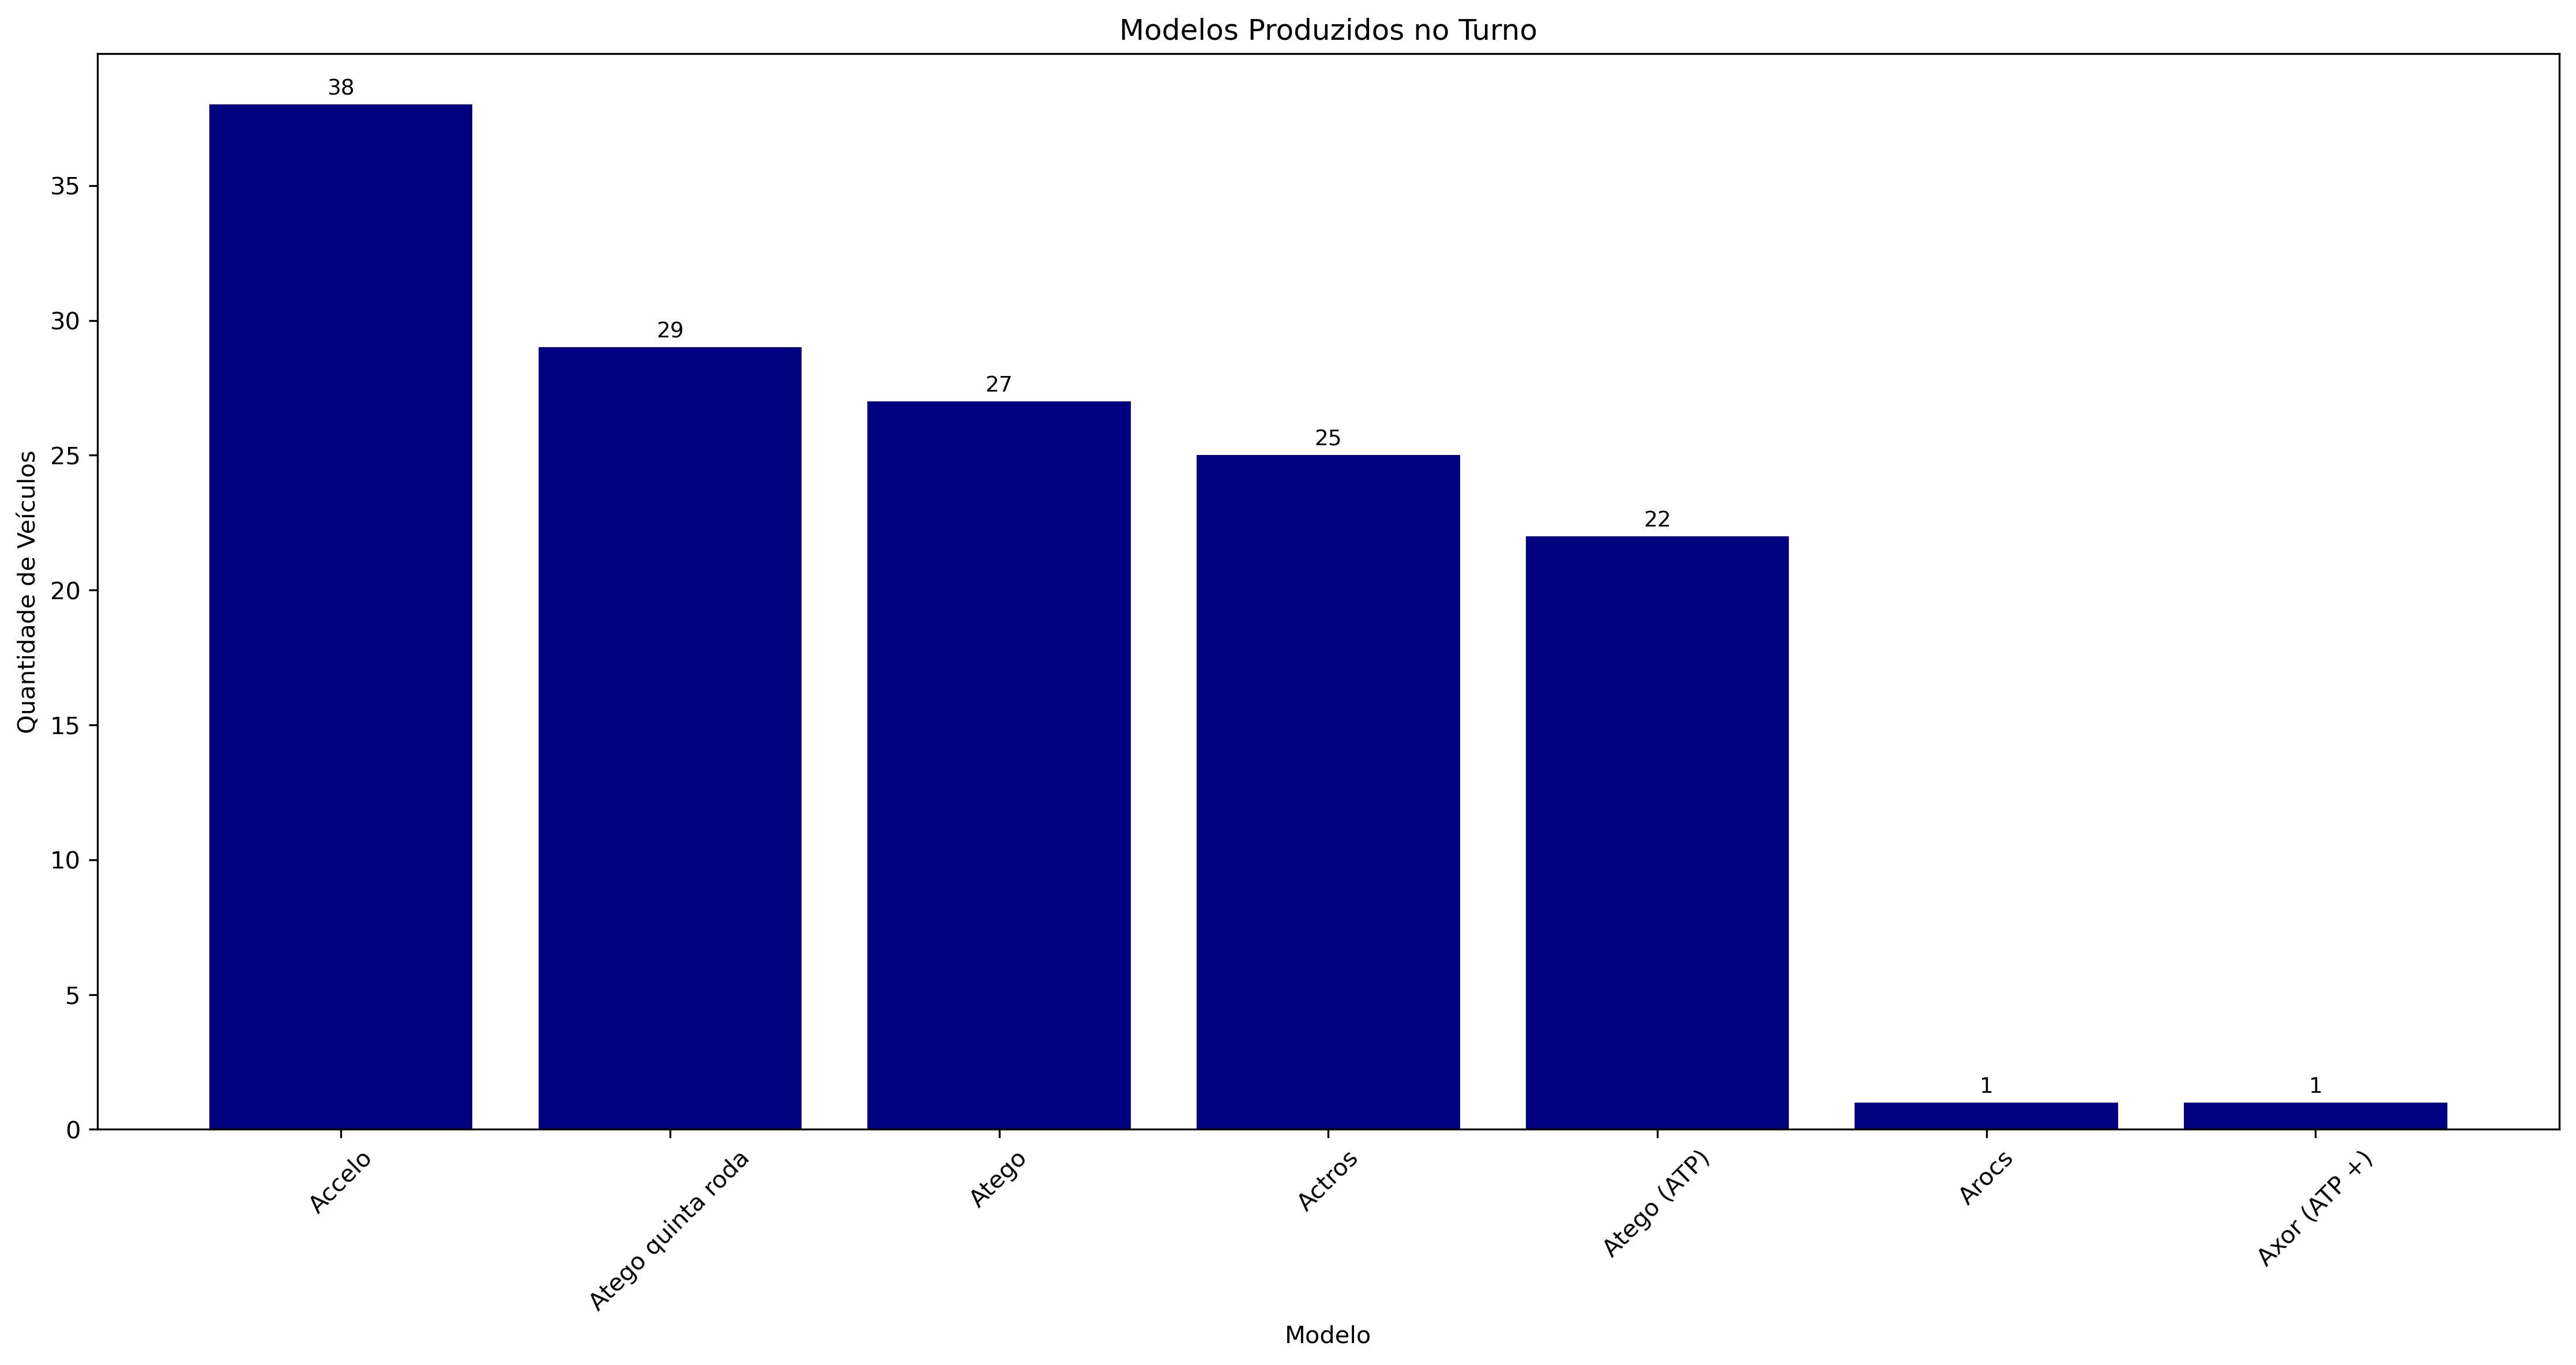 Modelos Produzidos no Turno
38
29
27
25
22
1
1
35
30
25
20
15
10
5
0
Quantidade de Veículos
Accelo
Atego quinta roda
Atego
Actros
Atego (ATP)
Arocs
Axor (ATP +)
Modelo